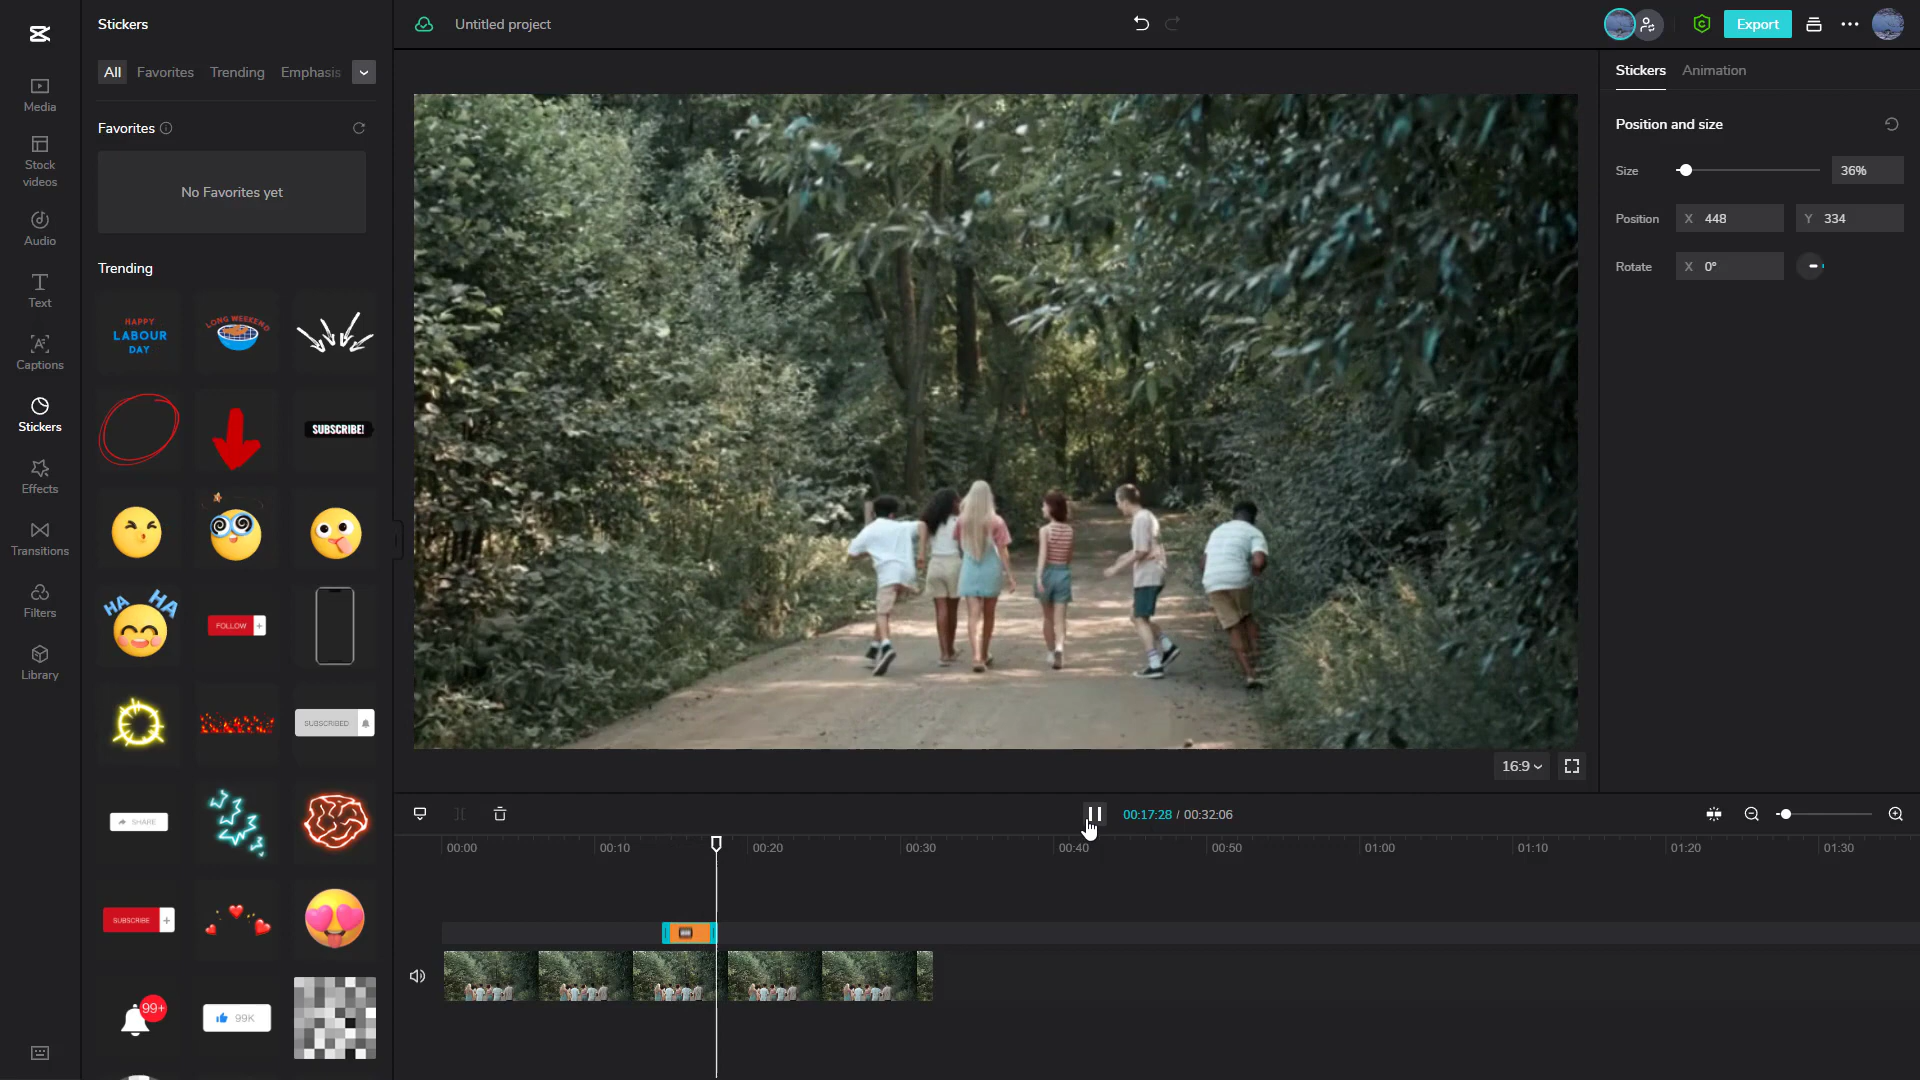 Stickers
Untitled project
Export
All Favorites Trending Emphasis
Stickers Animation
Media
Stock videos
Audio
Text
Captions
Stickers
Effects
Transitions
Filters
Library
Favorites
No Favorites yet
Trending
HAPPY
LABOUR
DAY
LONG WEEKEND
SUBSCRIBE!
HA HA
FOLLOW +
SUBSCRIBED
SHARE
SUBSCRIBE +
99+
99K
Position and size
Size 36%
Position X 448 Y 334
Rotate X 0°
16:9
00:17:28 / 00:32:06
00:00 00:10 00:20 00:30 00:40 00:50 01:00 01:10 01:20 01:30